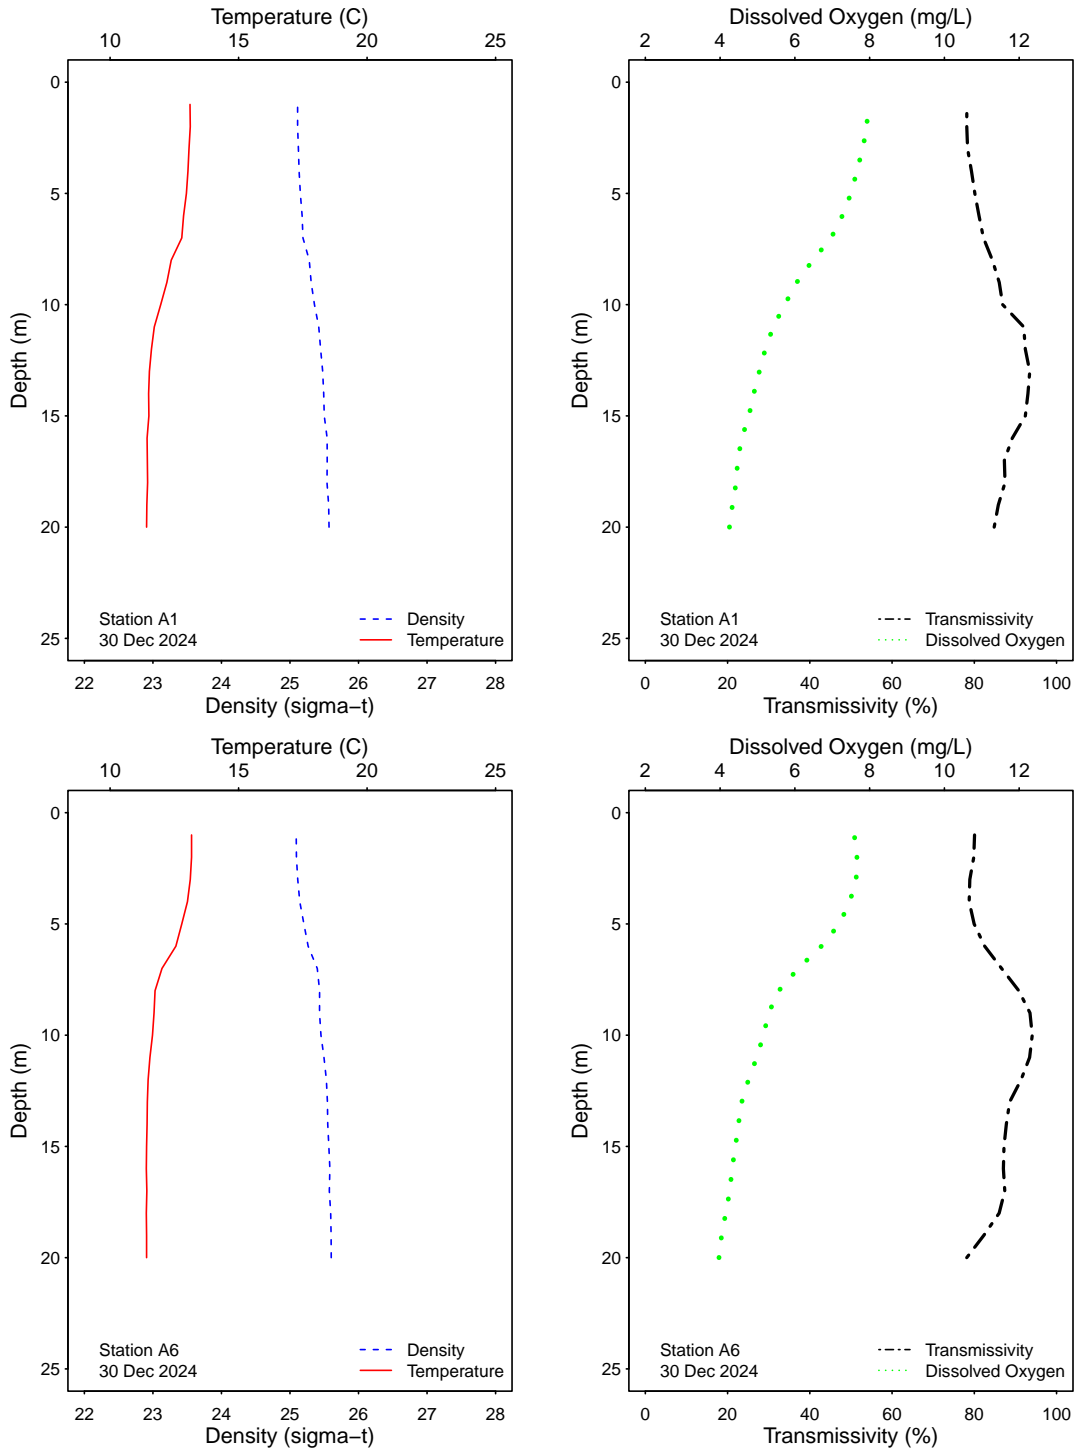 Temperature (C)
10 15 20 25
0
5
10
15
20
25
Depth (m)
Station A1
30 Dec 2024
Density
Temperature
22 23 24 25 26 27 28
Density (sigma−t)
Dissolved Oxygen (mg/L)
2 4 6 8 10 12
0
5
10
15
20
25
Depth (m)
Station A1
30 Dec 2024
Transmissivity
Dissolved Oxygen
0 20 40 60 80 100
Transmissivity (%)
Temperature (C)
10 15 20 25
0
5
10
15
20
25
Depth (m)
Station A6
30 Dec 2024
Density
Temperature
22 23 24 25 26 27 28
Density (sigma−t)
Dissolved Oxygen (mg/L)
2 4 6 8 10 12
0
5
10
15
20
25
Depth (m)
Station A6
30 Dec 2024
Transmissivity
Dissolved Oxygen
0 20 40 60 80 100
Transmissivity (%)